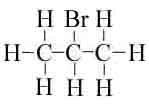 H Br H
H–C–C–C–H
H H H